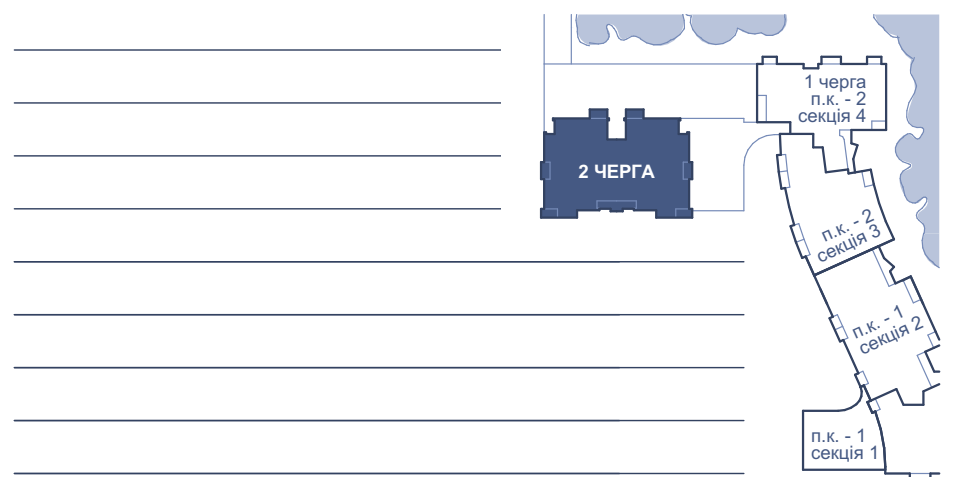 1 черга
п.к. - 2
секція 4
2 ЧЕРГА
п.к. - 2
секція 3
п.к. - 1
секція 2
п.к. - 1
секція 1